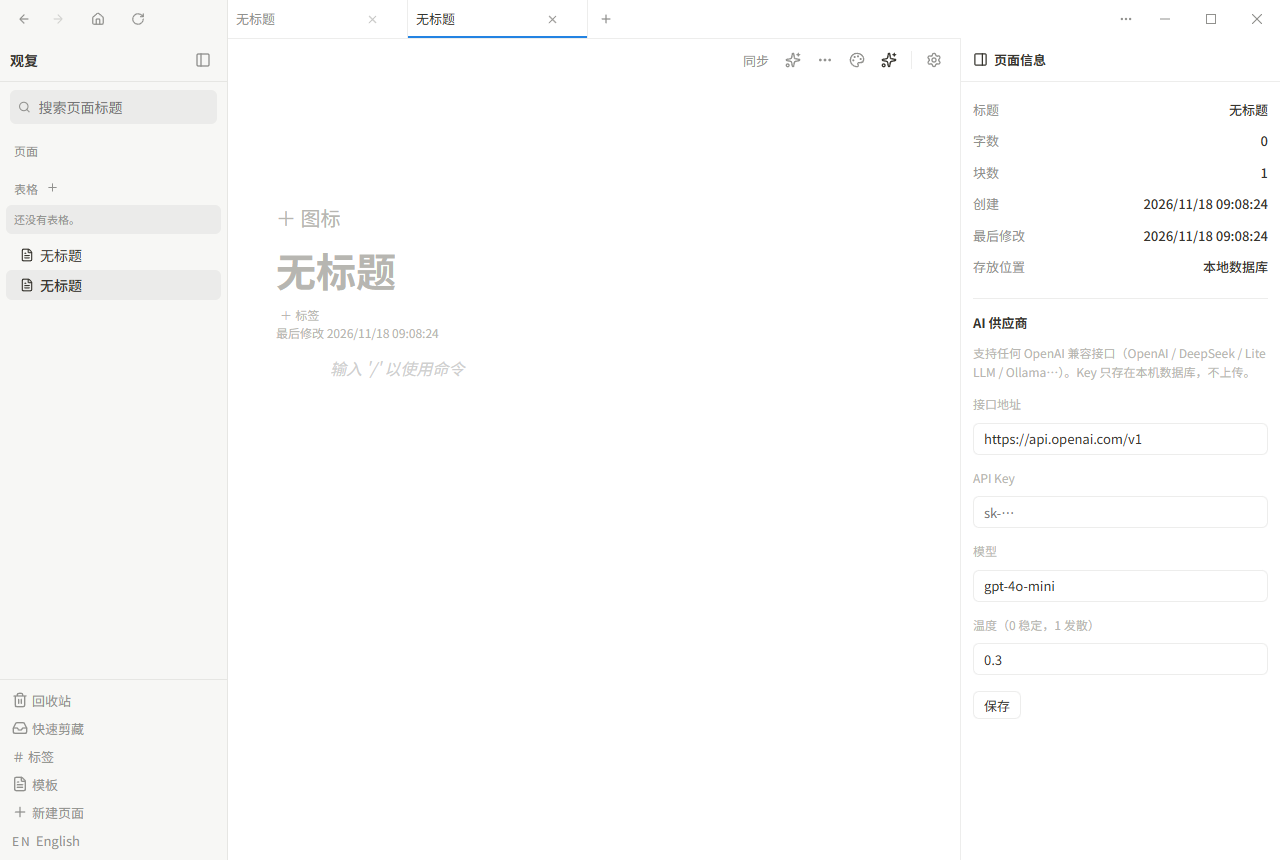 无标题
无标题
观复
搜索页面标题
页面
表格
还没有表格。
无标题
无标题
回收站
快速剪藏
# 标签
模板
新建页面
EN English
同步
图标
无标题
标签
最后修改 2026/11/18 09:08:24
输入 '/' 以使用命令
页面信息
标题 无标题
字数 0
块数 1
创建 2026/11/18 09:08:24
最后修改 2026/11/18 09:08:24
存放位置 本地数据库
AI 供应商
支持任何 OpenAI 兼容接口（OpenAI / DeepSeek / Lite
LLM / Ollama…）。Key 只存在本机数据库，不上传。
接口地址
https://api.openai.com/v1
API Key
sk-…
模型
gpt-4o-mini
温度（0 稳定，1 发散）
0.3
保存